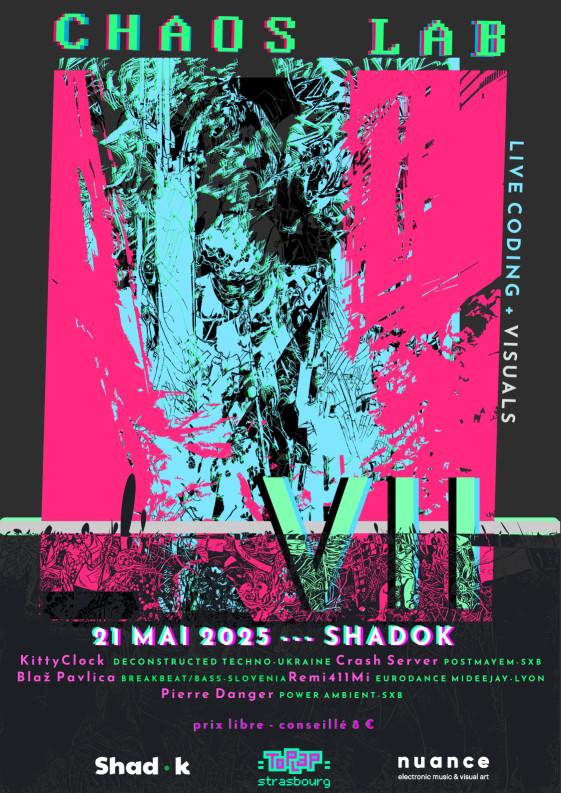 CHAOS LAB
LIVE CODING + VISUALS
VII
21 MAI 2025 --- SHADOK
KittyClock DECONSTRUCTED TECHNO-UKRAINE Crash Server POSTMAYEM-SXB
Blaž Pavlica BREAKBEAT/BASS-SLOVENIA Remi411Mi EURODANCE MIDEEJAY-LYON
Pierre Danger POWER AMBIENT-SXB
prix libre - conseillé 8 €
Shad·k
TOPLAP
strasbourg
nuance
electronic music & visual art